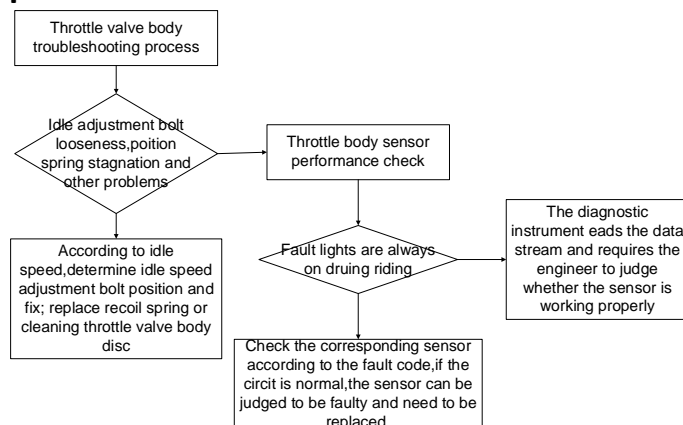 Throttle valve body
troubleshooting process
Idle adjustment bolt
looseness,poition
spring stagnation and
other problems
Throttle body sensor
performance check
According to idle
speed,determine idle speed
adjustment bolt position and
fix; replace recoil spring or
cleaning throttle valve body
disc
Fault lights are always
on druing riding
The diagnostic
instrument eads the data
stream and requires the
engineer to judge
whether the sensor is
working properly
Check the corresponding sensor
according to the fault code,if the
circit is normal,the sensor can be
judged to be faulty and need to be
replaced